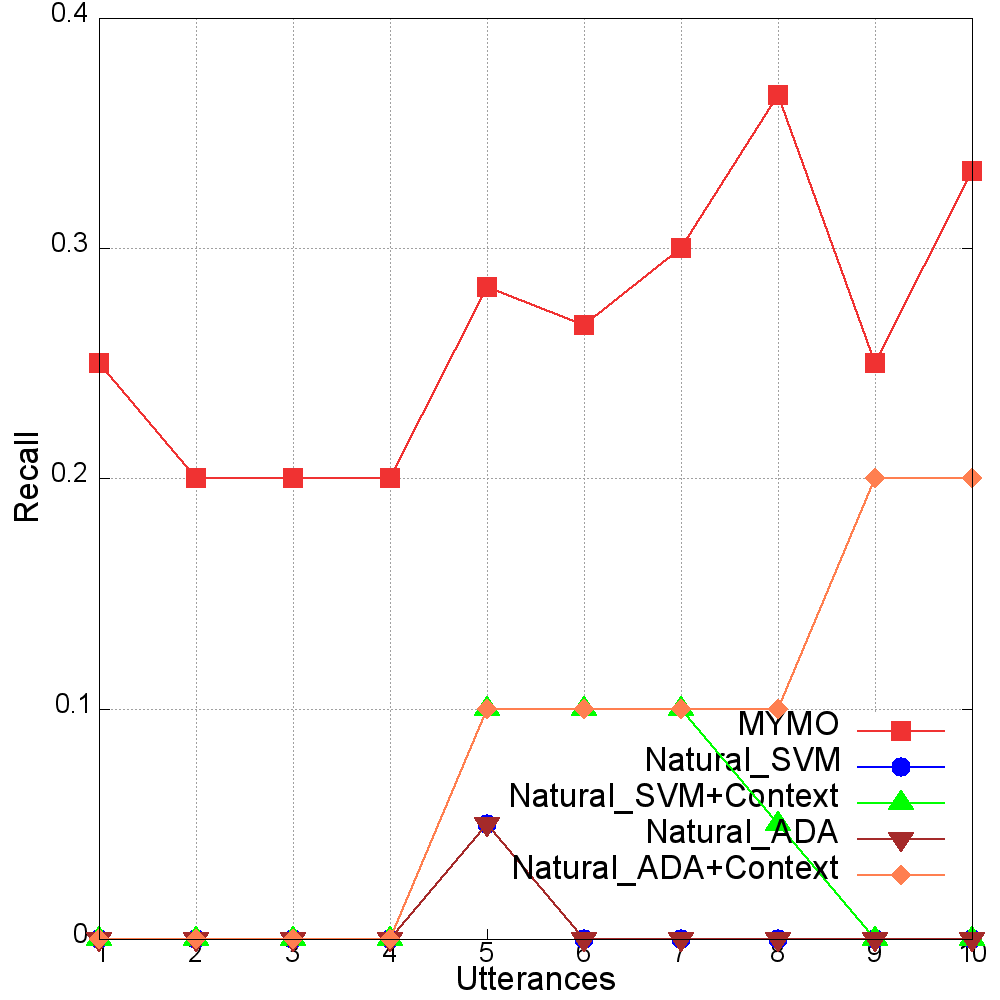 0.4
0.3
0.2
0.1
0
Recall
MYMO
Natural_SVM
Natural_SVM+Context
Natural_ADA
Natural_ADA+Context
1 2 3 4 5 6 7 8 9 10
Utterances